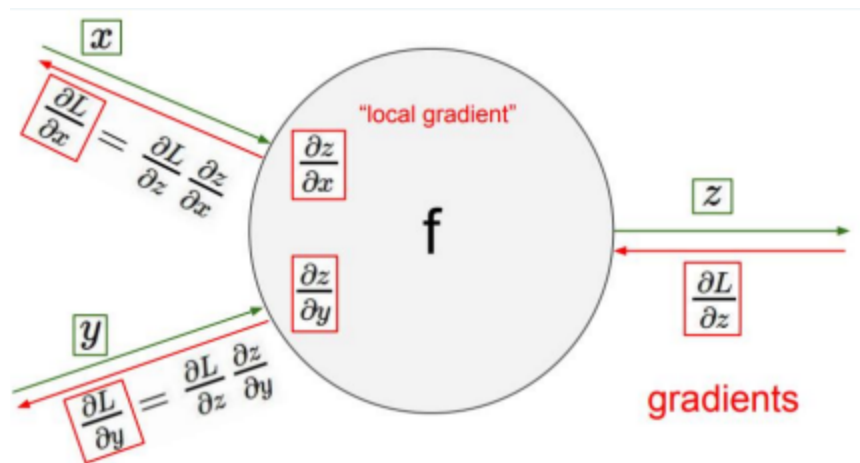 x
∂L/∂x = ∂L/∂z ∂z/∂x
"local gradient"
∂z/∂x
f
z
∂L/∂z
∂z/∂y
y
∂L/∂y = ∂L/∂z ∂z/∂y
gradients